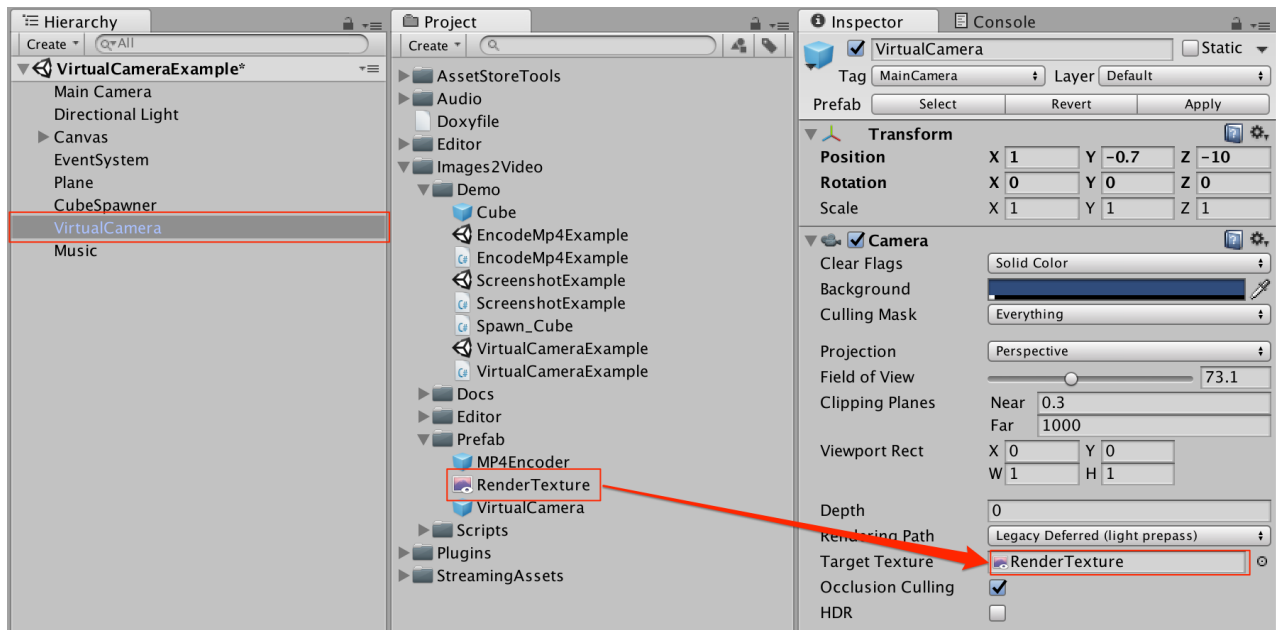 Hierarchy
Create
All
VirtualCameraExample*
Main Camera
Directional Light
Canvas
EventSystem
Plane
CubeSpawner
VirtualCamera
Music
Project
Create
AssetStoreTools
Audio
Doxyfile
Editor
Images2Video
Demo
Cube
EncodeMp4Example
C# EncodeMp4Example
ScreenshotExample
C# ScreenshotExample
C# Spawn_Cube
VirtualCameraExample
C# VirtualCameraExample
Docs
Editor
Prefab
MP4Encoder
RenderTexture
VirtualCamera
Scripts
Plugins
StreamingAssets
Inspector Console
VirtualCamera Static
Tag MainCamera Layer Default
Prefab Select Revert Apply
Transform
Position X 1 Y -0.7 Z -10
Rotation X 0 Y 0 Z 0
Scale X 1 Y 1 Z 1
Camera
Clear Flags Solid Color
Background
Culling Mask Everything
Projection Perspective
Field of View 73.1
Clipping Planes Near 0.3
Far 1000
Viewport Rect X 0 Y 0
W 1 H 1
Depth 0
Rendering Path Legacy Deferred (light prepass)
Target Texture RenderTexture
Occlusion Culling
HDR